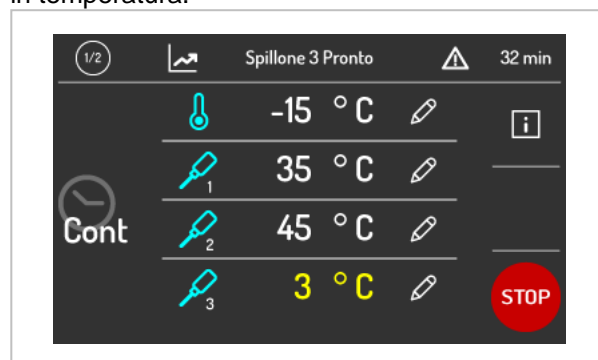 in temperatura.
1/2 Spillone 3 Pronto 32 min
-15 °C
i
1 35 °C
Cont
2 45 °C
3 3 °C
STOP